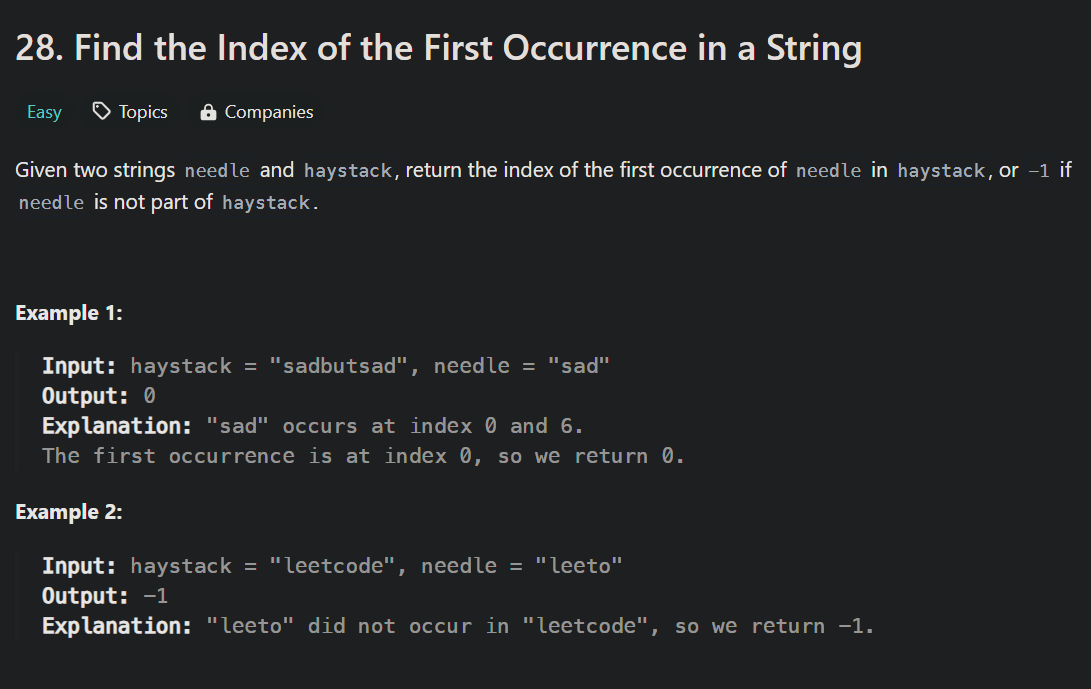 28. Find the Index of the First Occurrence in a String
Easy Topics Companies
Given two strings needle and haystack, return the index of the first occurrence of needle in haystack, or -1 if
needle is not part of haystack.
Example 1:
Input: haystack = "sadbutsad", needle = "sad"
Output: 0
Explanation: "sad" occurs at index 0 and 6.
The first occurrence is at index 0, so we return 0.
Example 2:
Input: haystack = "leetcode", needle = "leeto"
Output: -1
Explanation: "leeto" did not occur in "leetcode", so we return -1.